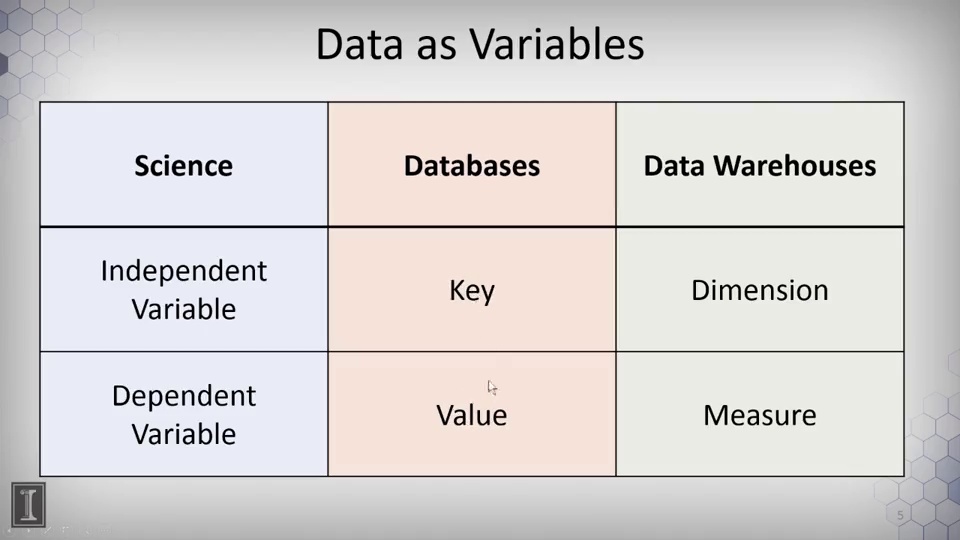 Data as Variables
Science
Databases
Data Warehouses
Independent
Variable
Key
Dimension
Dependent
Variable
Value
Measure
I
5